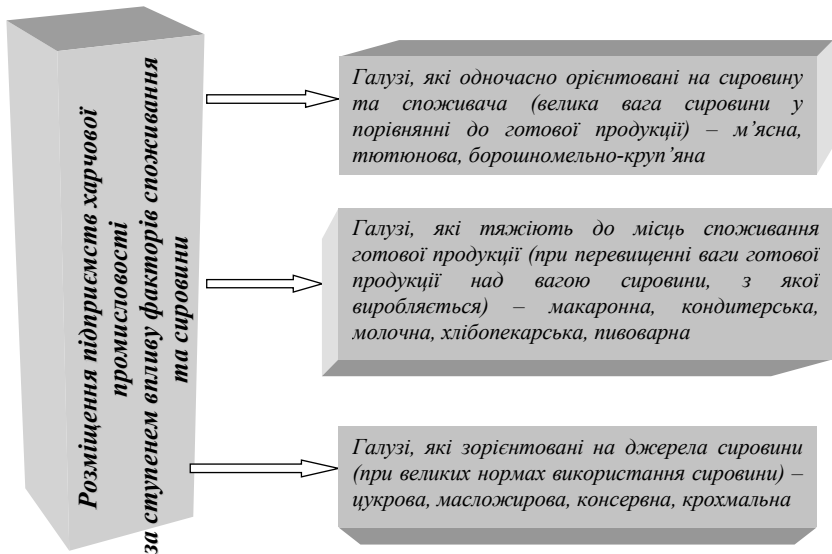 Розміщення підприємств харчової
промисловості
за ступенем впливу факторів споживання
та сировини
Галузі, які одночасно орієнтовані на сировину
та споживача (велика вага сировини у
порівнянні до готової продукції) – м’ясна,
тютюнова, борошномельно-круп’яна
Галузі, які тяжіють до місць споживання
готової продукції (при перевищенні ваги готової
продукції над вагою сировини, з якої
виробляється) – макаронна, кондитерська,
молочна, хлібопекарська, пивоварна
Галузі, які зорієнтовані на джерела сировини
(при великих нормах використання сировини) –
цукрова, масложирова, консервна, крохмальна